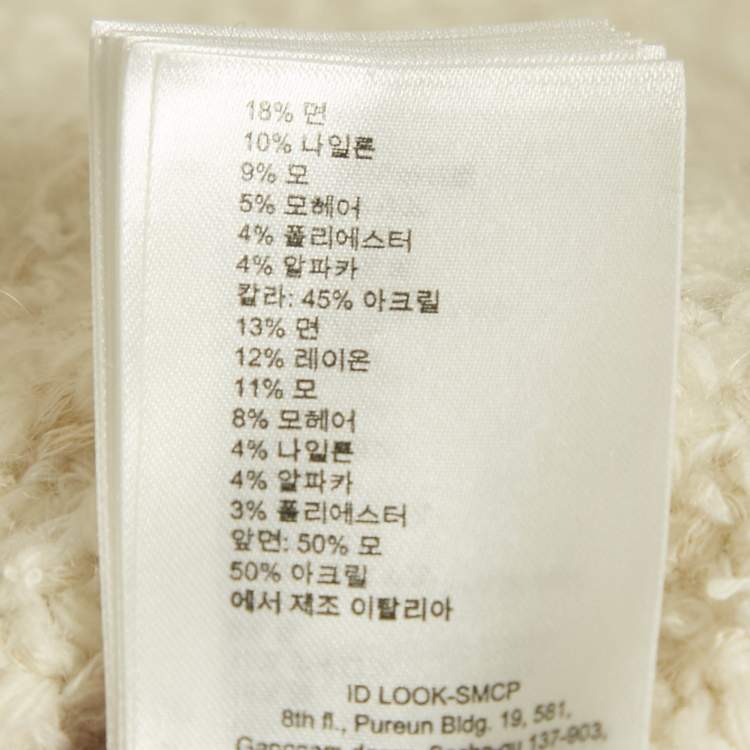 18% 면
10% 나일론
9% 모
5% 모헤어
4% 폴리에스터
4% 알파카
칼라: 45% 아크릴
13% 면
12% 레이온
11% 모
8% 모헤어
4% 나일론
4% 알파카
3% 폴리에스터
앞면: 50% 모
50% 아크릴
에서 제조 이탈리아
ID LOOK-SMCP
8th fl., Pureun Bldg. 19, 581,
137-903,